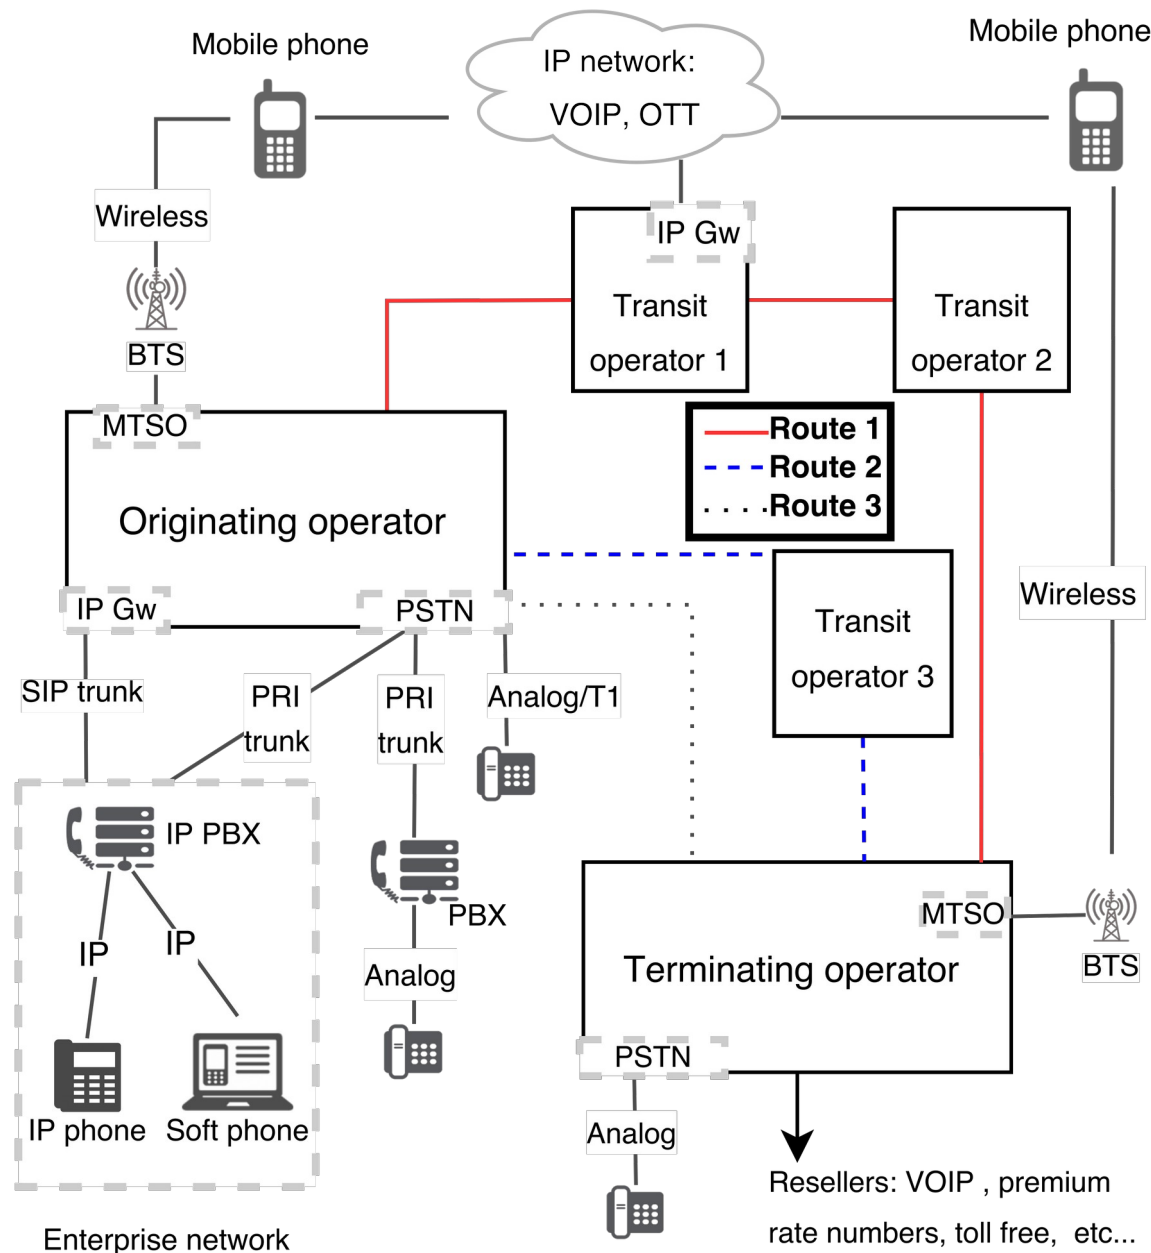 Mobile phone
Mobile phone
IP network:
VOIP, OTT
Wireless
IP Gw
BTS
Transit
operator 1
Transit
operator 2
MTSO
Route 1
Route 2
Route 3
Originating operator
IP Gw
PSTN
Wireless
Transit
operator 3
SIP trunk
PRI
trunk
PRI
trunk
Analog/T1
IP PBX
PBX
IP
IP
Analog
MTSO
BTS
Terminating operator
PSTN
IP phone
Soft phone
Analog
Resellers: VOIP , premium
rate numbers, toll free, etc...
Enterprise network